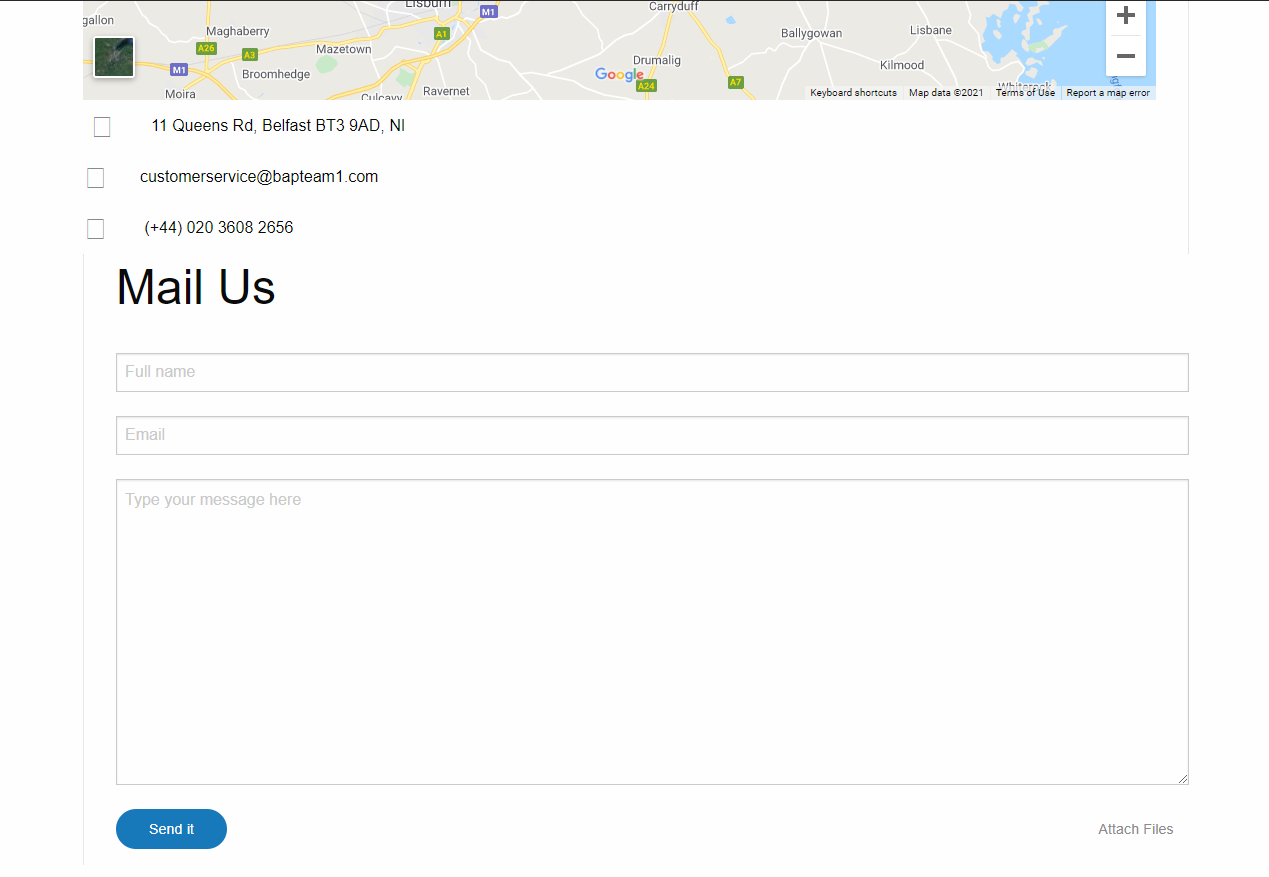 Lisburn
M1
Carryduff
gallon
Maghaberry
A1
Ballygowan
Lisbane
A26
A3
Mazetown
M1
Broomhedge
Google
Drumalig
Kilmood
A24
A7
Moira
Culcavy
Ravernet
Whiterock
Keyboard shortcuts
Map data ©2021
Terms of Use
Report a map error
11 Queens Rd, Belfast BT3 9AD, NI
customerservice@bapteam1.com
(+44) 020 3608 2656
Mail Us
Full name
Email
Type your message here
Send it
Attach Files